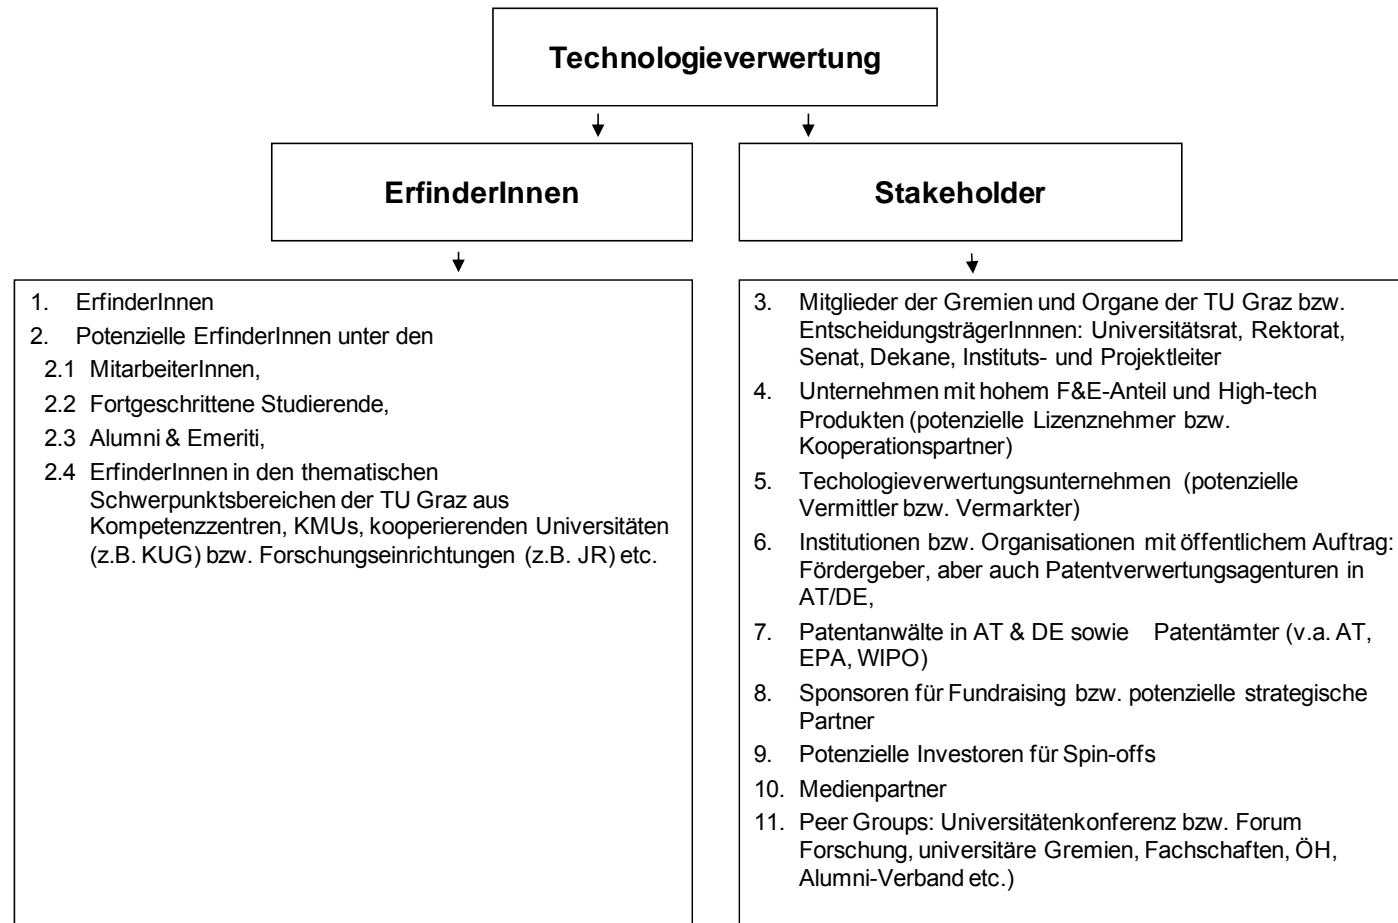 Technologieverwertung
ErfinderInnen
Stakeholder
1. ErfinderInnen
2. Potenzielle ErfinderInnen unter den
2.1 MitarbeiterInnen,
2.2 Fortgeschrittene Studierende,
2.3 Alumni & Emeriti,
2.4 ErfinderInnen in den thematischen
Schwerpunktsbereichen der TU Graz aus
Kompetenzzentren, KMUs, kooperierenden Universitäten
(z.B. KUG) bzw. Forschungseinrichtungen (z.B. JR) etc.
3. Mitglieder der Gremien und Organe der TU Graz bzw.
EntscheidungsträgerInnnen: Universitätsrat, Rektorat,
Senat, Dekane, Instituts- und Projektleiter
4. Unternehmen mit hohem F&E-Anteil und High-tech
Produkten (potenzielle Lizenznehmer bzw.
Kooperationspartner)
5. Techologieverwertungsunternehmen (potenzielle
Vermittler bzw. Vermarkter)
6. Institutionen bzw. Organisationen mit öffentlichem Auftrag:
Fördergeber, aber auch Patentverwertungsagenturen in
AT/DE,
7. Patentanwälte in AT & DE sowie Patentämter (v.a. AT,
EPA, WIPO)
8. Sponsoren für Fundraising bzw. potenzielle strategische
Partner
9. Potenzielle Investoren für Spin-offs
10. Medienpartner
11. Peer Groups: Universitätenkonferenz bzw. Forum
Forschung, universitäre Gremien, Fachschaften, ÖH,
Alumni-Verband etc.)